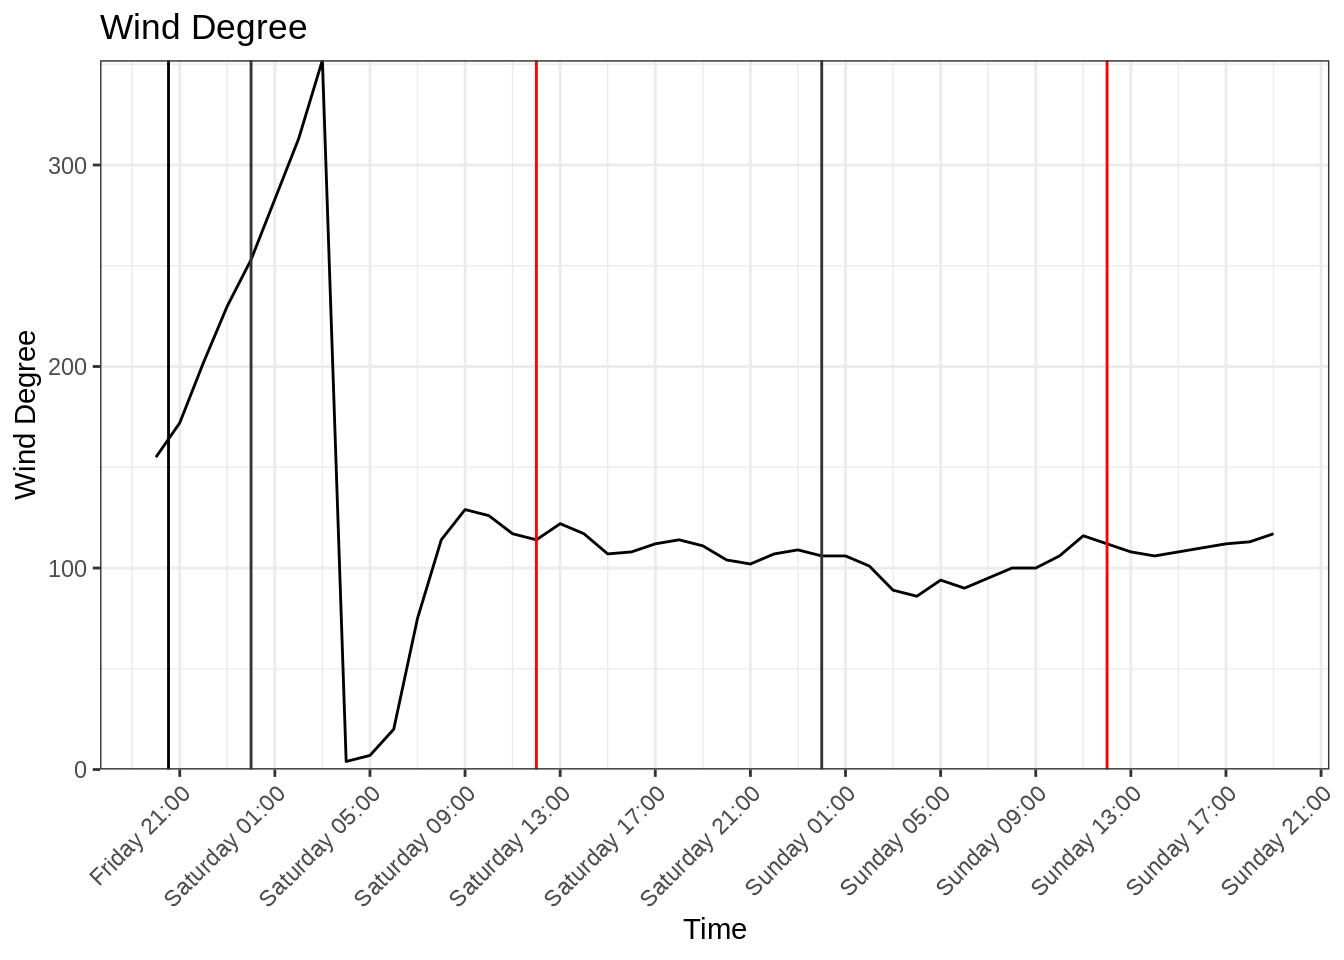 Wind Degree
Wind Degree
300
200
100
0
Friday 21:00
Saturday 01:00
Saturday 05:00
Saturday 09:00
Saturday 13:00
Saturday 17:00
Saturday 21:00
Sunday 01:00
Sunday 05:00
Sunday 09:00
Sunday 13:00
Sunday 17:00
Sunday 21:00
Time